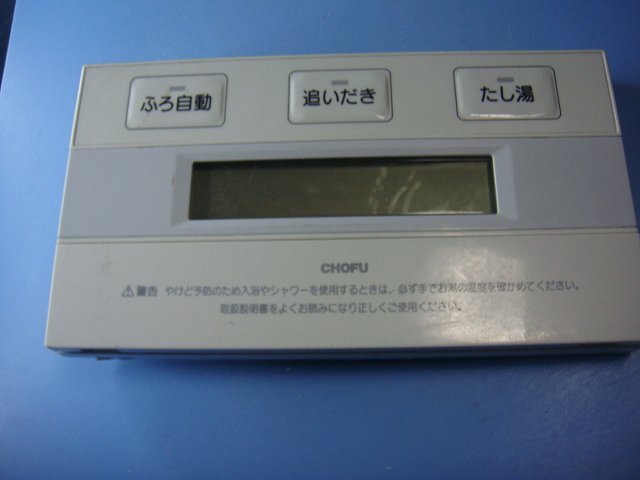 ふろ自動
追いだき
たし湯
CHOFU
⚠警告 やけど予防のため入浴やシャワーを使用するときは、必ず手でお湯の温度を確かめてください。
取扱説明書をよくお読みになり正しくご使用ください。